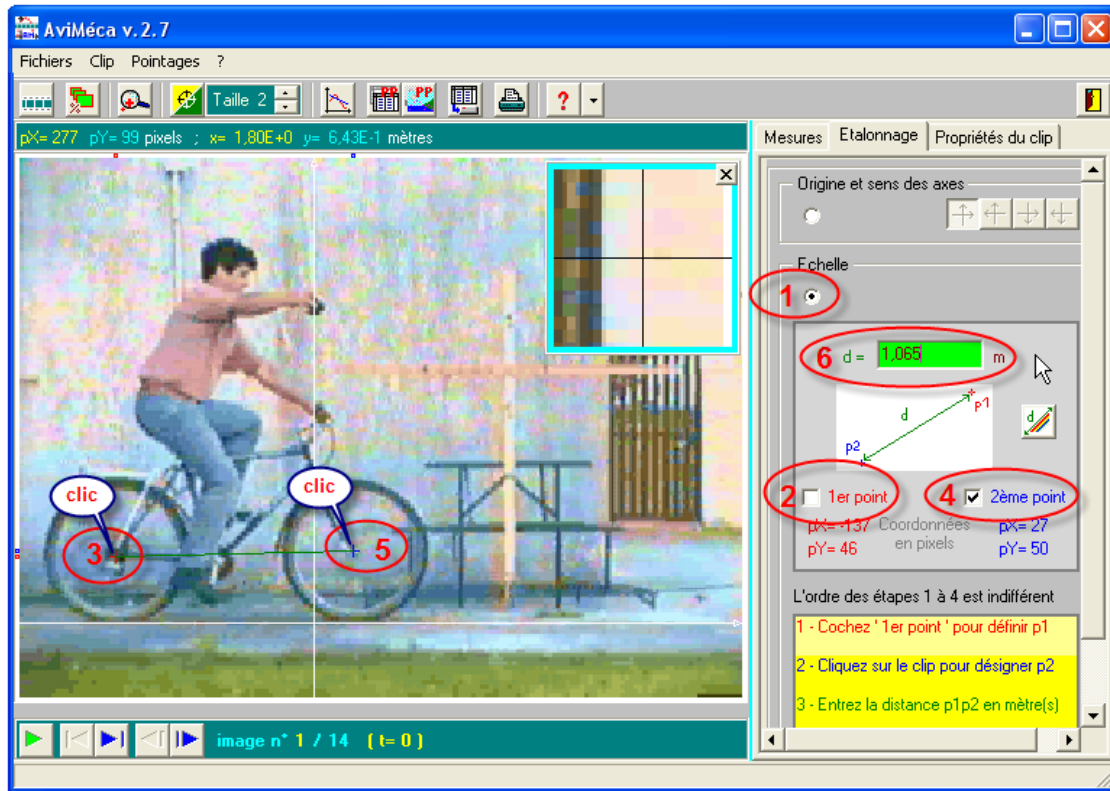 AviMéca v.2.7
Fichiers Clip Pointages ?
Taille 2
PP
PP
?
pX= 277 pY= 99 pixels ; x= 1,80E+0 y= 6,43E-1 mètres
Mesures Etalonnage Propriétés du clip
Origine et sens des axes
Echelle
1
6 d = 1,065 m
d
p1
p2
d
2 1er point 4 2ème point
pX= -137 Coordonnées pX= 27
pY= 46 en pixels pY= 50
clic
clic
3
5
L'ordre des étapes 1 à 4 est indifférent
1 - Cochez ' 1er point ' pour définir p1
2 - Cliquez sur le clip pour désigner p2
3 - Entrez la distance p1p2 en mètre(s)
image n° 1 / 14 ( t= 0 )